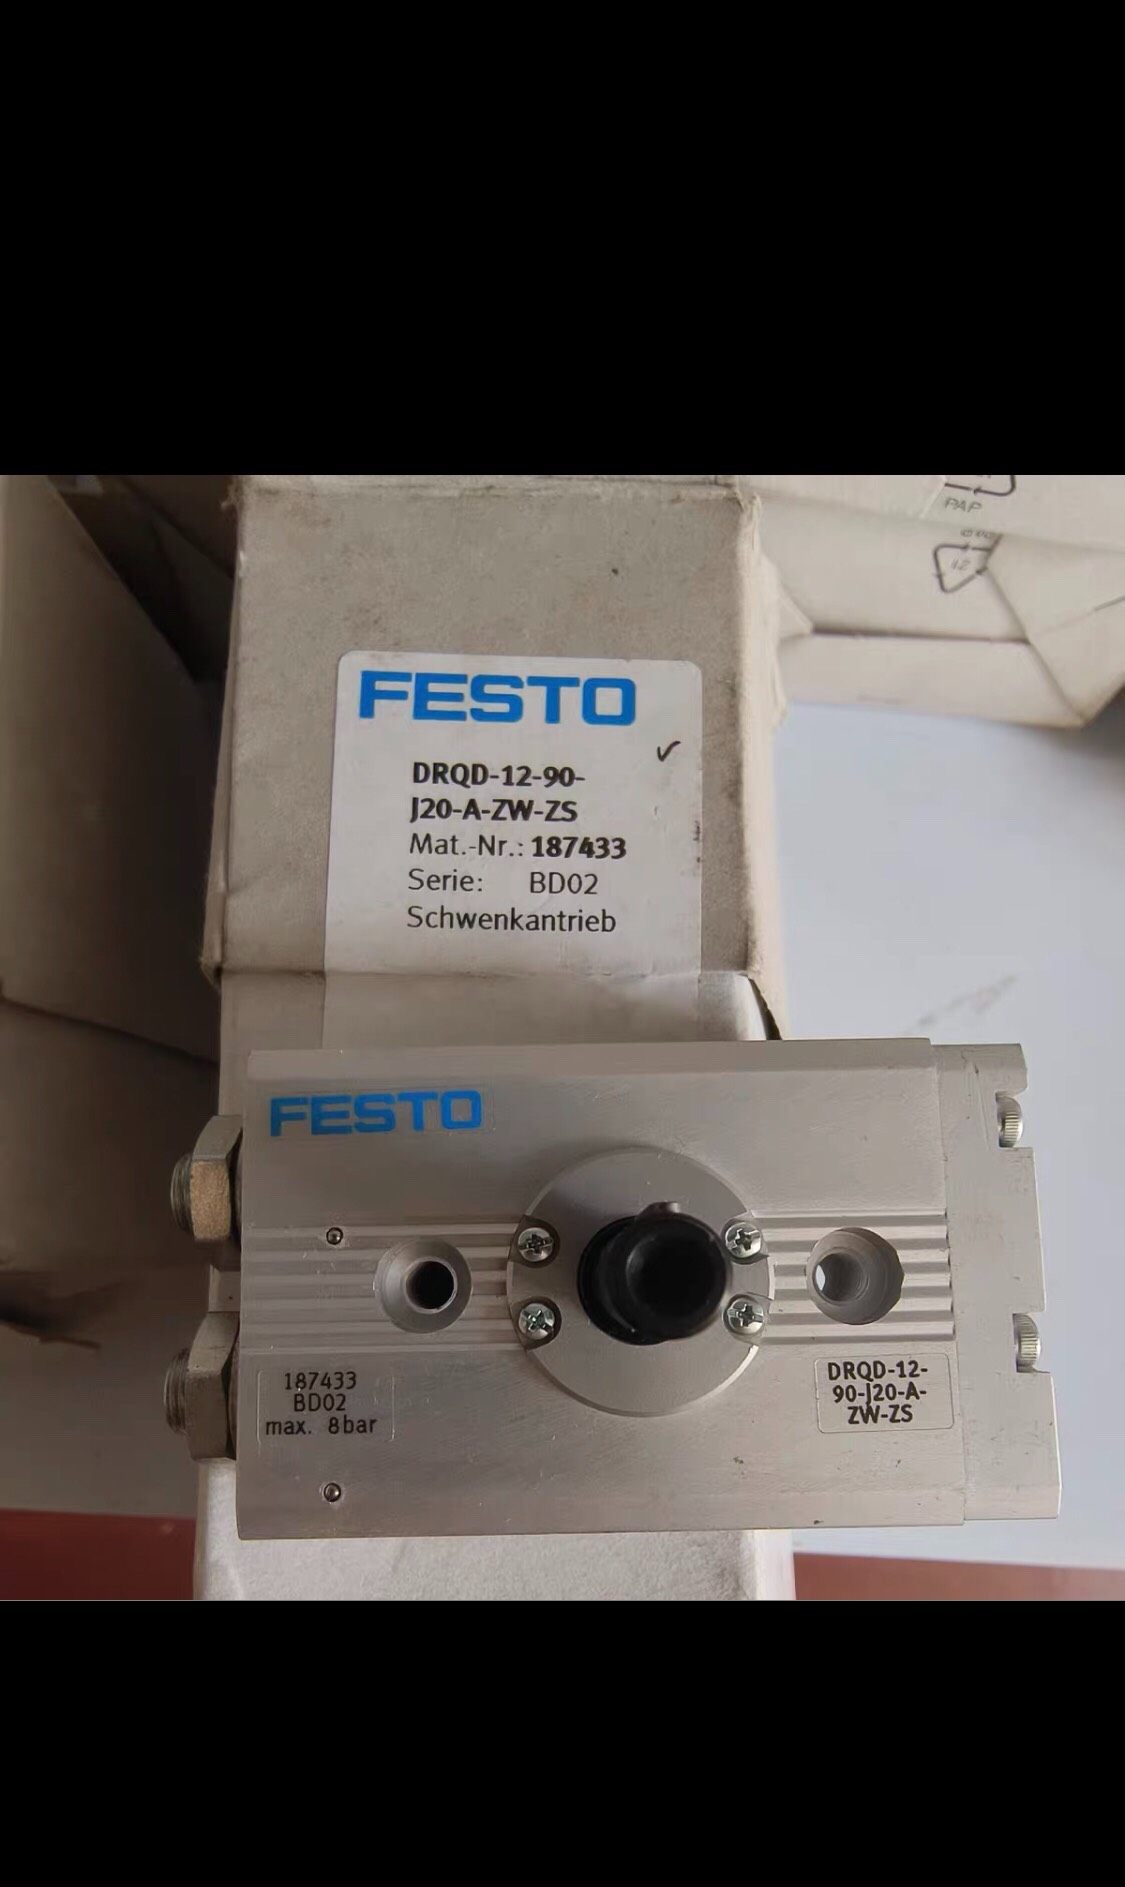 PAP
FESTO
DRQD-12-90-
J20-A-ZW-ZS
Mat.-Nr.: 187433
Serie: BD02
Schwenkantrieb
FESTO
187433
BD02
max. 8bar
DRQD-12-
90-J20-A-
ZW-ZS